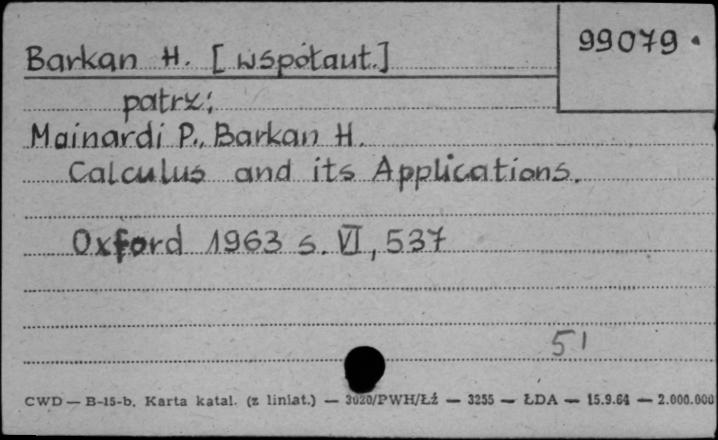 99079.
Barkan H. [współaut.]
patrz:
Mainardi P., Barkan H.
Calculus and its Applications.
Oxford 1963 s. VI, 537
51
CWD — B-15-b. Karta katal. (z liniat.) — 3020/PWH/Łź — 3255 — ŁDA — 15.9.64 — 2.000.000